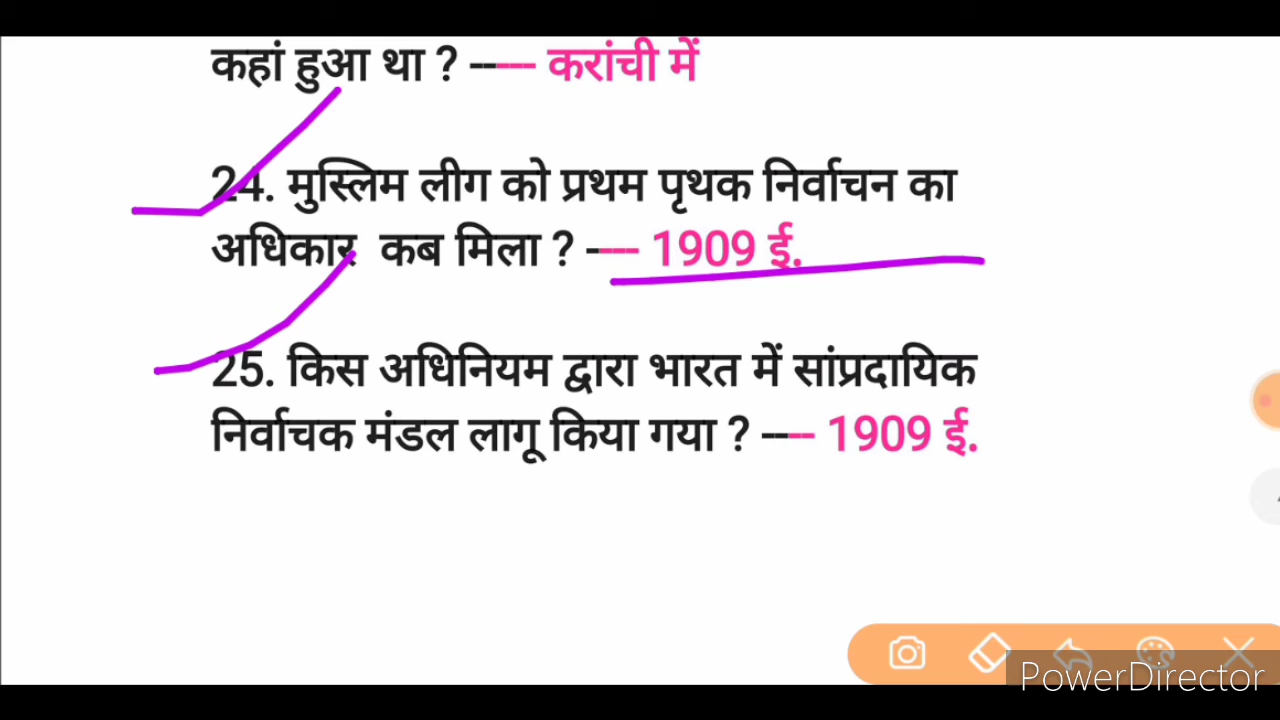 कहां हुआ था ? ----- करांची में
24. मुस्लिम लीग को प्रथम पृथक निर्वाचन का
अधिकार कब मिला ? ---- 1909 ई.
25. किस अधिनियम द्वारा भारत में सांप्रदायिक
निर्वाचक मंडल लागू किया गया ? ---- 1909 ई.
PowerDirector